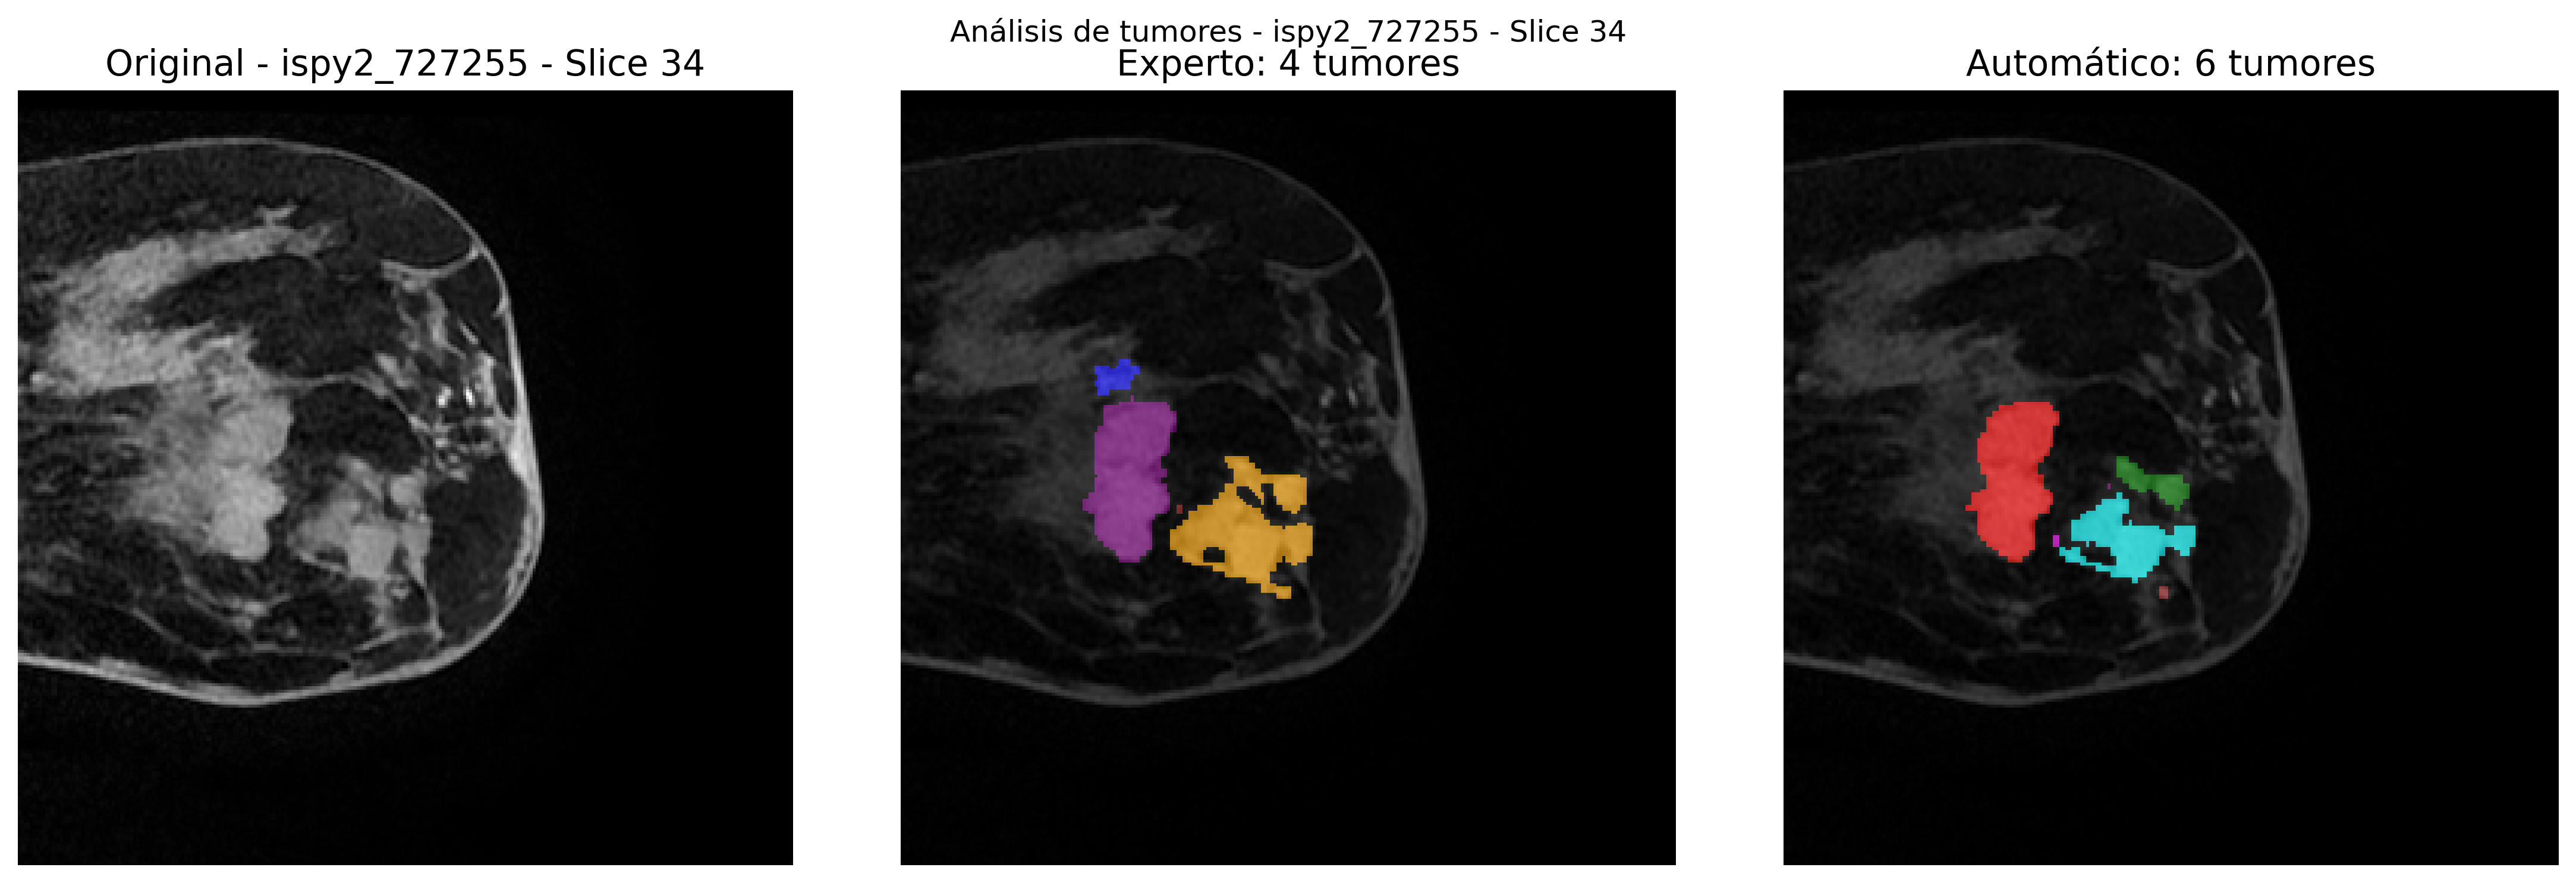 Análisis de tumores - ispy2_727255 - Slice 34
Original - ispy2_727255 - Slice 34
Experto: 4 tumores
Automático: 6 tumores